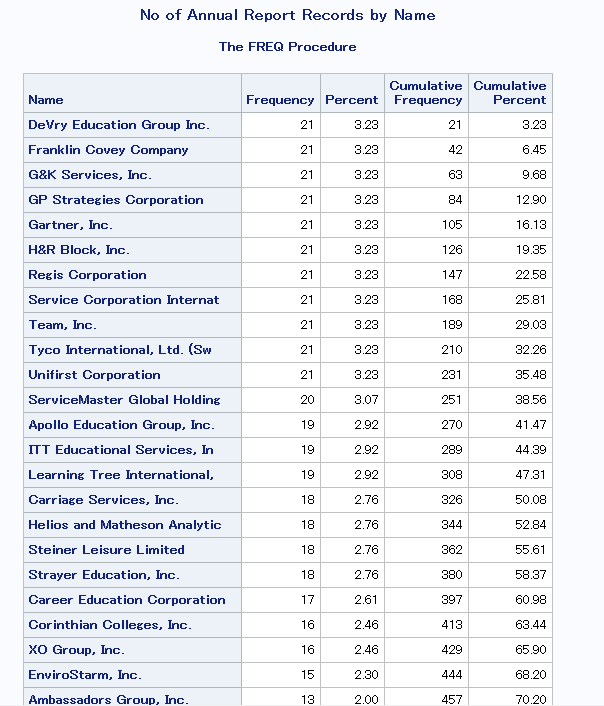 No of Annual Report Records by Name
The FREQ Procedure
Name Frequency Percent Cumulative Frequency Cumulative Percent
DeVry Education Group Inc. 21 3.23 21 3.23
Franklin Covey Company 21 3.23 42 6.45
G&K Services, Inc. 21 3.23 63 9.68
GP Strategies Corporation 21 3.23 84 12.90
Gartner, Inc. 21 3.23 105 16.13
H&R Block, Inc. 21 3.23 126 19.35
Regis Corporation 21 3.23 147 22.58
Service Corporation Internat 21 3.23 168 25.81
Team, Inc. 21 3.23 189 29.03
Tyco International, Ltd. (Sw 21 3.23 210 32.26
Unifirst Corporation 21 3.23 231 35.48
ServiceMaster Global Holding 20 3.07 251 38.56
Apollo Education Group, Inc. 19 2.92 270 41.47
ITT Educational Services, In 19 2.92 289 44.39
Learning Tree International, 19 2.92 308 47.31
Carriage Services, Inc. 18 2.76 326 50.08
Helios and Matheson Analytic 18 2.76 344 52.84
Steiner Leisure Limited 18 2.76 362 55.61
Strayer Education, Inc. 18 2.76 380 58.37
Career Education Corporation 17 2.61 397 60.98
Corinthian Colleges, Inc. 16 2.46 413 63.44
XO Group, Inc. 16 2.46 429 65.90
EnviroStarm, Inc. 15 2.30 444 68.20
Ambassadors Group, Inc. 13 2.00 457 70.20